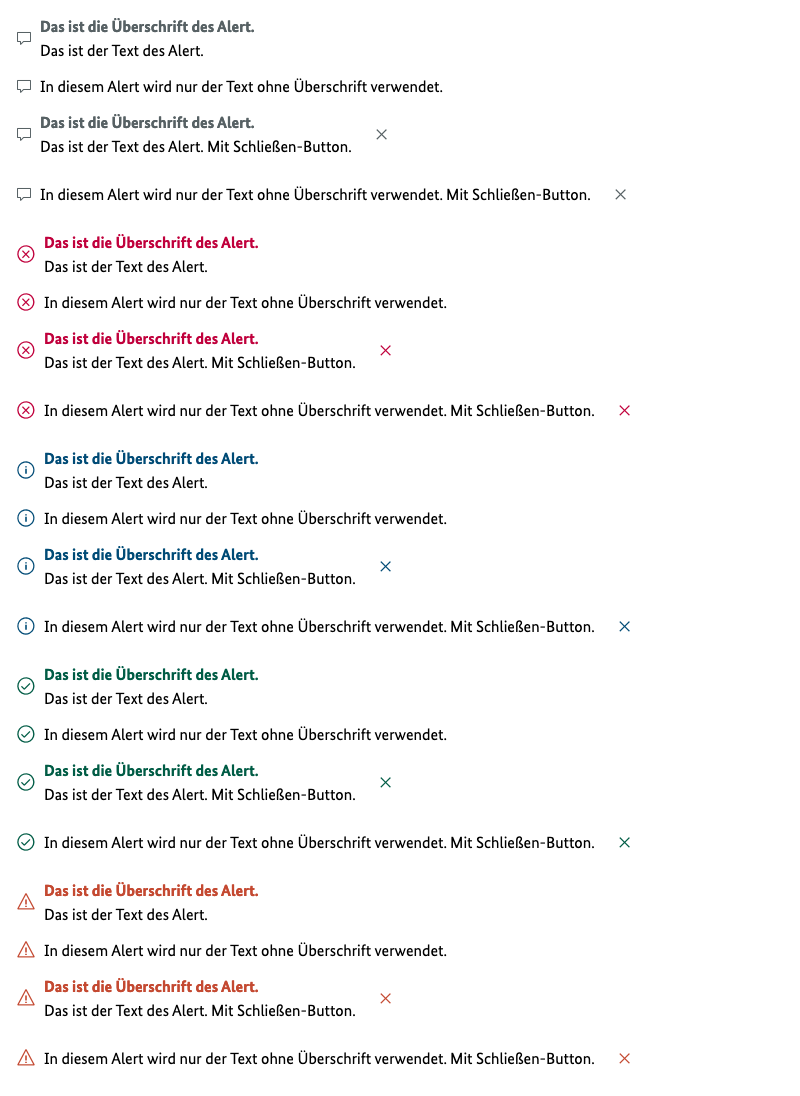 Das ist die Überschrift des Alert.
Das ist der Text des Alert.
In diesem Alert wird nur der Text ohne Überschrift verwendet.
Das ist die Überschrift des Alert.
Das ist der Text des Alert. Mit Schließen-Button.
In diesem Alert wird nur der Text ohne Überschrift verwendet. Mit Schließen-Button.
Das ist die Überschrift des Alert.
Das ist der Text des Alert.
In diesem Alert wird nur der Text ohne Überschrift verwendet.
Das ist die Überschrift des Alert.
Das ist der Text des Alert. Mit Schließen-Button.
In diesem Alert wird nur der Text ohne Überschrift verwendet. Mit Schließen-Button.
Das ist die Überschrift des Alert.
Das ist der Text des Alert.
In diesem Alert wird nur der Text ohne Überschrift verwendet.
Das ist die Überschrift des Alert.
Das ist der Text des Alert. Mit Schließen-Button.
In diesem Alert wird nur der Text ohne Überschrift verwendet. Mit Schließen-Button.
Das ist die Überschrift des Alert.
Das ist der Text des Alert.
In diesem Alert wird nur der Text ohne Überschrift verwendet.
Das ist die Überschrift des Alert.
Das ist der Text des Alert. Mit Schließen-Button.
In diesem Alert wird nur der Text ohne Überschrift verwendet. Mit Schließen-Button.
Das ist die Überschrift des Alert.
Das ist der Text des Alert.
In diesem Alert wird nur der Text ohne Überschrift verwendet.
Das ist die Überschrift des Alert.
Das ist der Text des Alert. Mit Schließen-Button.
In diesem Alert wird nur der Text ohne Überschrift verwendet. Mit Schließen-Button.